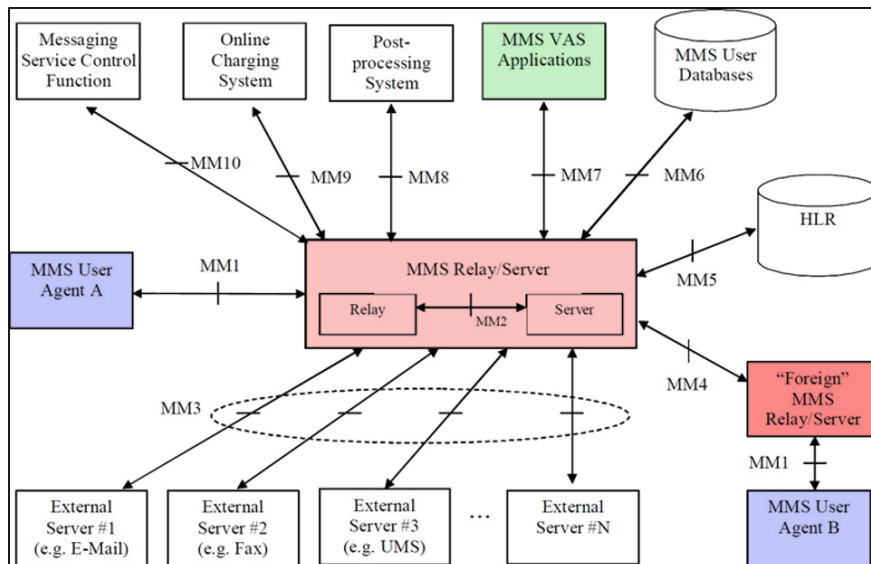 Messaging
Service Control
Function
Online
Charging
System
Post-
processing
System
MMS VAS
Applications
MMS User
Databases
MM10
MM9
MM8
MM7
MM6
HLR
MMS User
Agent A
MM1
MMS Relay/Server
MM5
Relay
MM2
Server
MM4
"Foreign"
MMS
Relay/Server
MM3
MM1
External
Server #1
(e.g. E-Mail)
External
Server #2
(e.g. Fax)
External
Server #3
(e.g. UMS)
...
External
Server #N
MMS User
Agent B